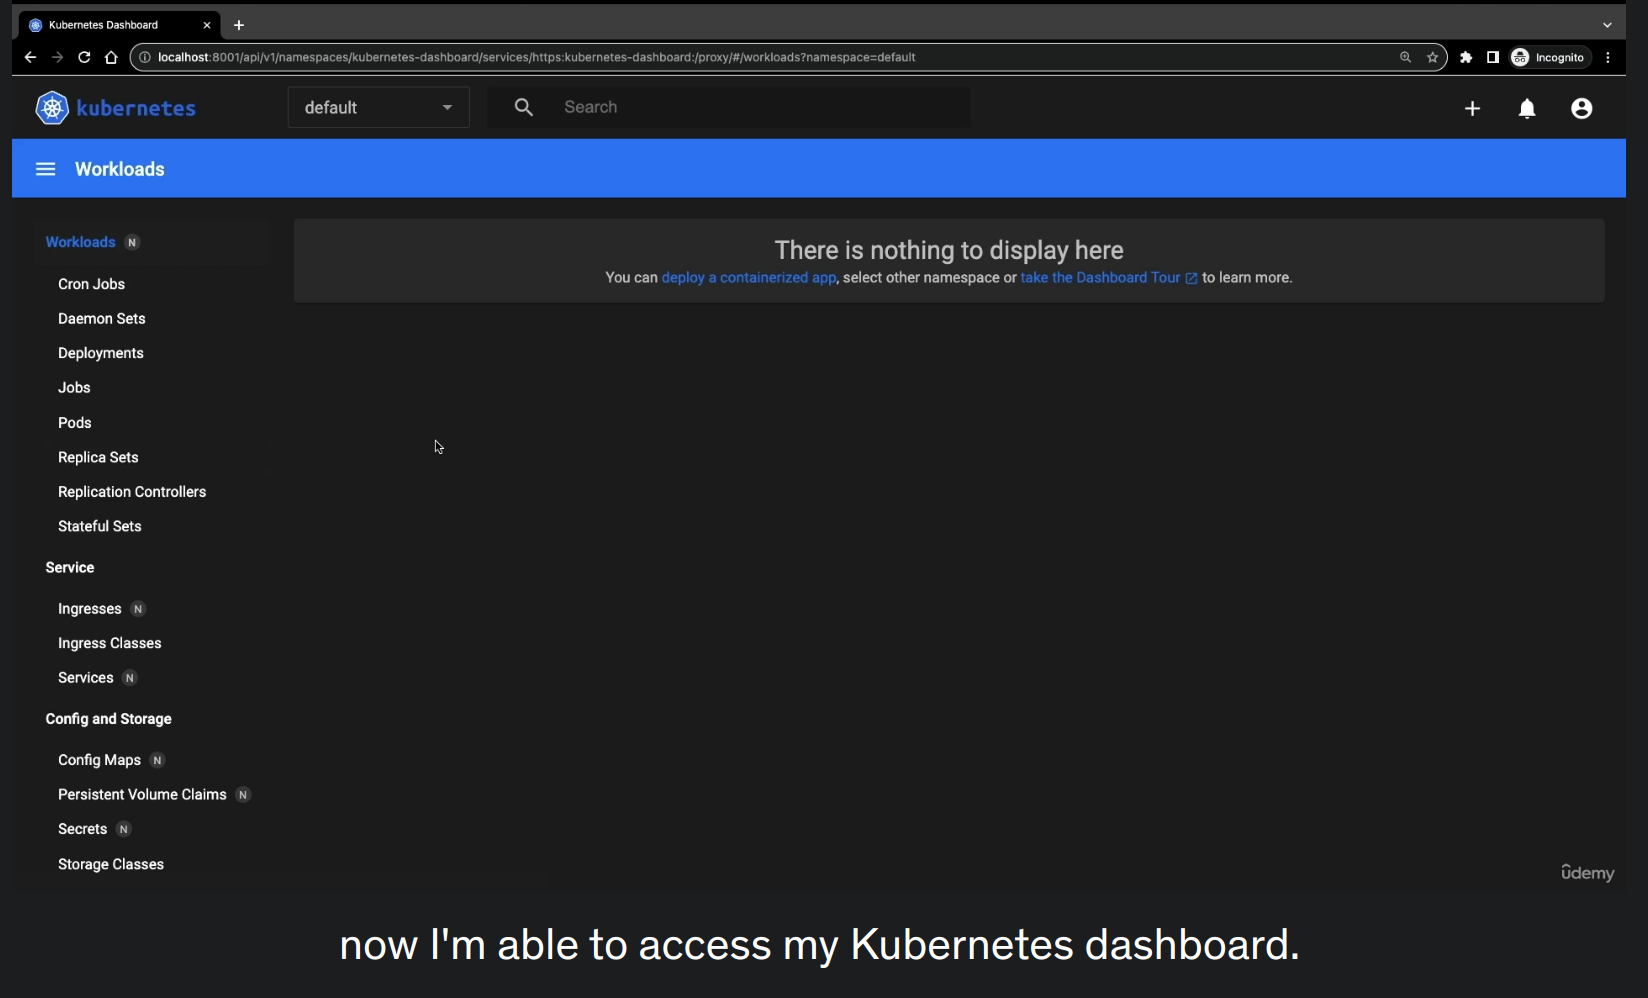 Kubernetes Dashboard
localhost:8001/api/v1/namespaces/kubernetes-dashboard/services/https:kubernetes-dashboard:/proxy/#/workloads?namespace=default
Incognito
kubernetes
default
Search
Workloads
Workloads N
Cron Jobs
Daemon Sets
Deployments
Jobs
Pods
Replica Sets
Replication Controllers
Stateful Sets
Service
Ingresses N
Ingress Classes
Services N
Config and Storage
Config Maps N
Persistent Volume Claims N
Secrets N
Storage Classes
There is nothing to display here
You can deploy a containerized app, select other namespace or take the Dashboard Tour to learn more.
ûdemy
now I'm able to access my Kubernetes dashboard.